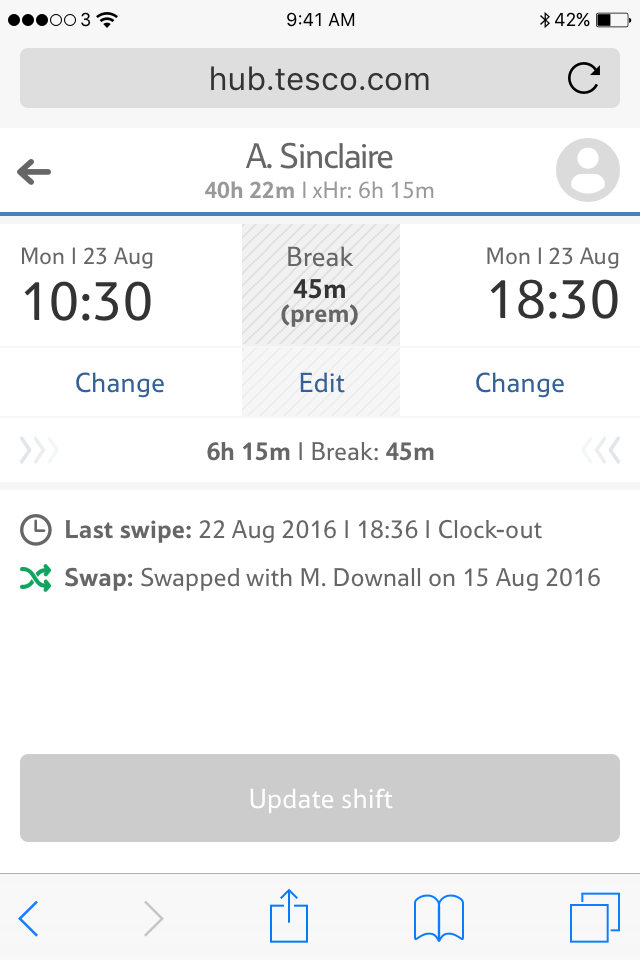 3 9:41 AM 42%
hub.tesco.com
A. Sinclaire
40h 22m | xHr: 6h 15m
Mon | 23 Aug Break Mon | 23 Aug
10:30 45m 18:30
(prem)
Change Edit Change
6h 15m | Break: 45m
Last swipe: 22 Aug 2016 | 18:36 | Clock-out
Swap: Swapped with M. Downall on 15 Aug 2016
Update shift